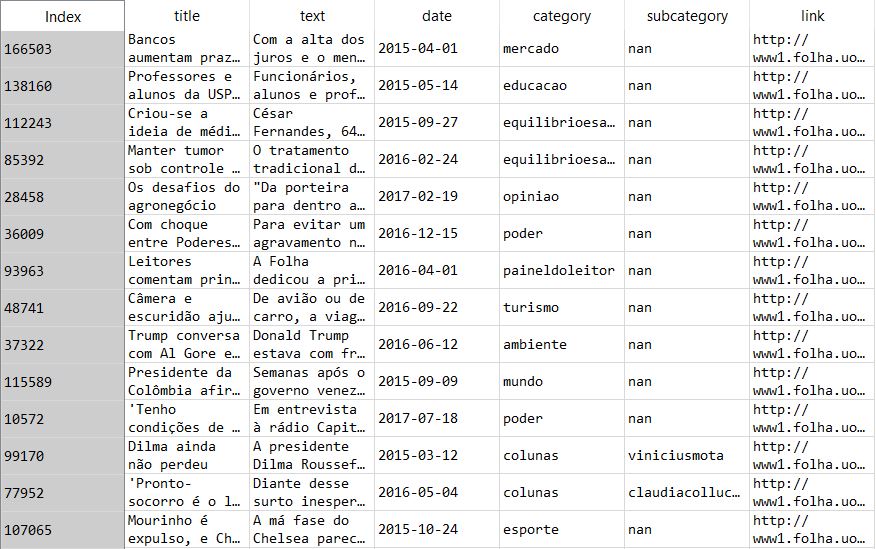 Index title text date category subcategory link
166503 Bancos Com a alta dos 2015-04-01 mercado nan http://
aumentam praz… juros e o men… www1.folha.uo…
138160 Professores e Funcionários, 2015-05-14 educacao nan http://
alunos da USP… alunos e prof… www1.folha.uo…
112243 Criou-se a César 2015-09-27 equilibrioesa… nan http://
ideia de médi… Fernandes, 64… www1.folha.uo…
85392 Manter tumor O tratamento 2016-02-24 equilibrioesa… nan http://
sob controle … tradicional d… www1.folha.uo…
28458 Os desafios do "Da porteira 2017-02-19 opiniao nan http://
agronegócio para dentro a… www1.folha.uo…
36009 Com choque Para evitar um 2016-12-15 poder nan http://
entre Poderes… agravamento n… www1.folha.uo…
93963 Leitores A Folha 2016-04-01 paineldoleitor nan http://
comentam prin… dedicou a pri… www1.folha.uo…
48741 Câmera e De avião ou de 2016-09-22 turismo nan http://
escuridão aju… carro, a viag… www1.folha.uo…
37322 Trump conversa Donald Trump 2016-06-12 ambiente nan http://
com Al Gore e… estava com fr… www1.folha.uo…
115589 Presidente da Semanas após o 2015-09-09 mundo nan http://
Colômbia afir… governo venez… www1.folha.uo…
10572 'Tenho Em entrevista 2017-07-18 poder nan http://
condições de … à rádio Capit… www1.folha.uo…
99170 Dilma ainda A presidente 2015-03-12 colunas viniciusmota http://
não perdeu Dilma Roussef… www1.folha.uo…
77952 'Pronto- Diante desse 2016-05-04 colunas claudiacolluc… http://
socorro é o l… surto inesper… www1.folha.uo…
107065 Mourinho é A má fase do 2015-10-24 esporte nan http://
expulso, e Ch… Chelsea parec… www1.folha.uo…